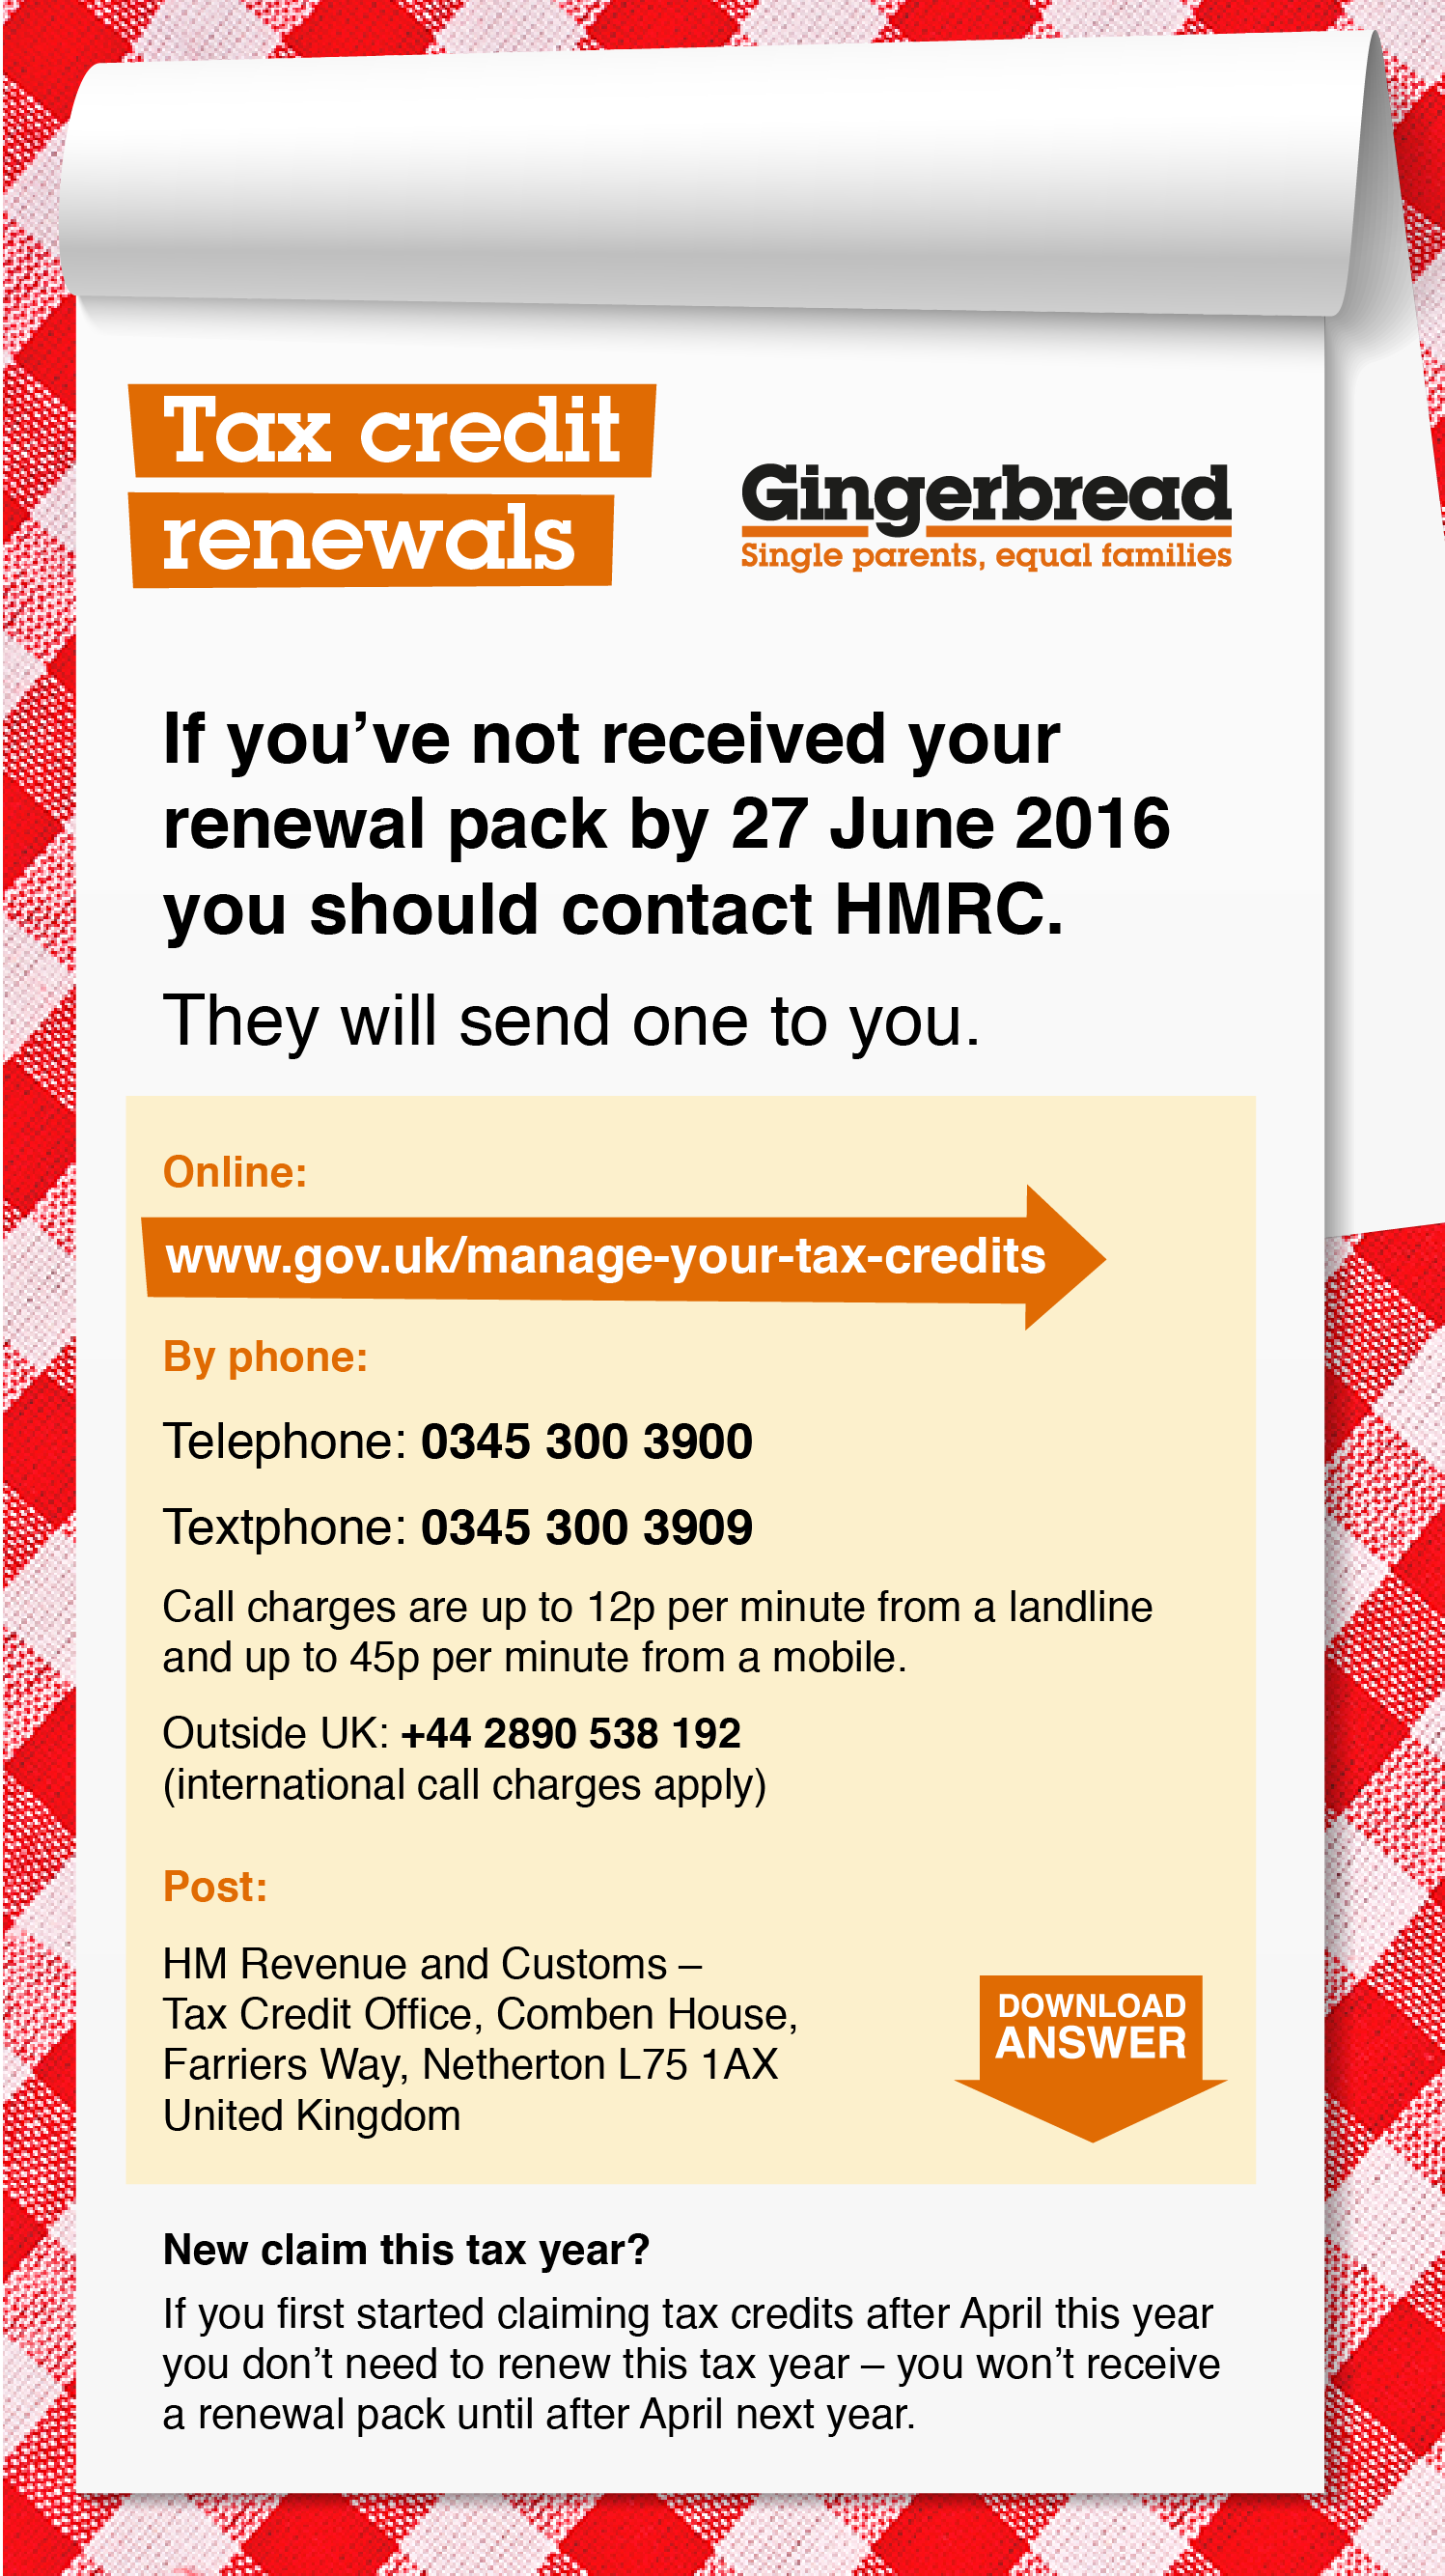 Tax credit
renewals
Gingerbread
Single parents, equal families
If you’ve not received your
renewal pack by 27 June 2016
you should contact HMRC.
They will send one to you.
Online:
www.gov.uk/manage-your-tax-credits
By phone:
Telephone: 0345 300 3900
Textphone: 0345 300 3909
Call charges are up to 12p per minute from a landline
and up to 45p per minute from a mobile.
Outside UK: +44 2890 538 192
(international call charges apply)
Post:
HM Revenue and Customs –
Tax Credit Office, Comben House,
Farriers Way, Netherton L75 1AX
United Kingdom
DOWNLOAD
ANSWER
New claim this tax year?
If you first started claiming tax credits after April this year
you don’t need to renew this tax year – you won’t receive
a renewal pack until after April next year.